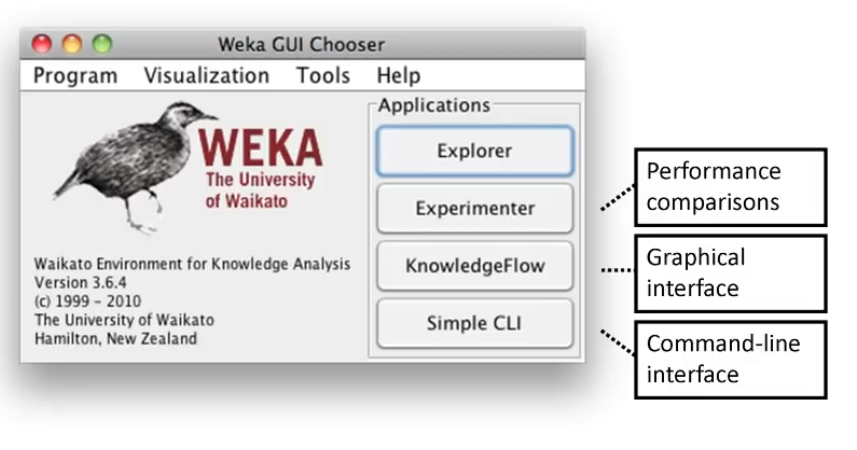 Weka GUI Chooser
Program Visualization Tools Help
WEKA
The University
of Waikato
Waikato Environment for Knowledge Analysis
Version 3.6.4
(c) 1999 - 2010
The University of Waikato
Hamilton, New Zealand
Applications
Explorer
Experimenter
KnowledgeFlow
Simple CLI
Performance
comparisons
Graphical
interface
Command-line
interface